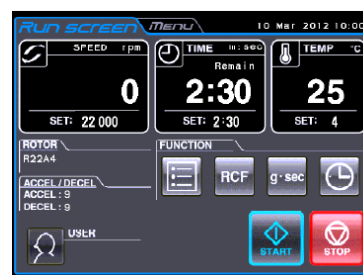 Run screen Menu 10 Mar 2012 10:00
SPEED rpm
0
SET: 22 000
TIME m:sec
Remain
2:30
SET: 2:30
TEMP °C
25
SET: 4
ROTOR
R22A4
ACCEL/DECEL
ACCEL : 9
DECEL : 9
USER
FUNCTION
RCF
g·sec
START
STOP